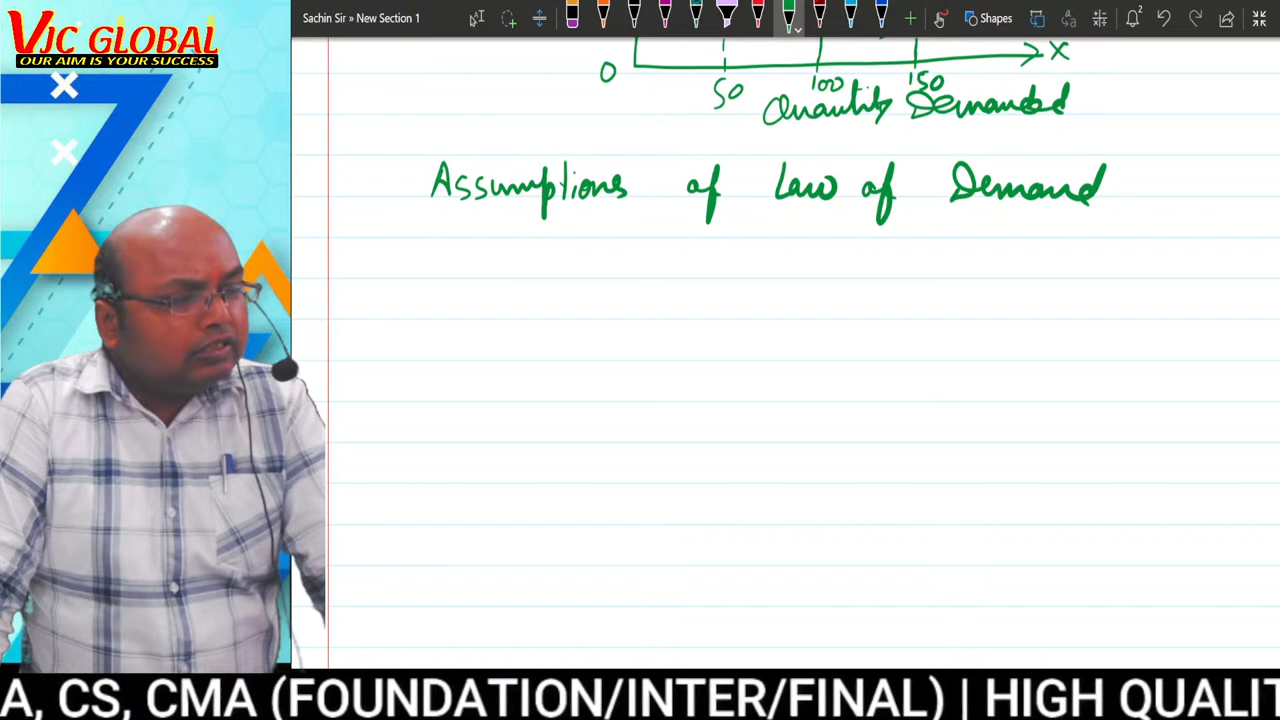 VJC GLOBAL
OUR AIM IS YOUR SUCCESS
Sachin Sir » New Section 1
Shapes
2
0
50
100
150
X
Quantity Demanded
Assumptions of Law of Demand
A, CS, CMA (FOUNDATION/INTER/FINAL) | HIGH QUALIT